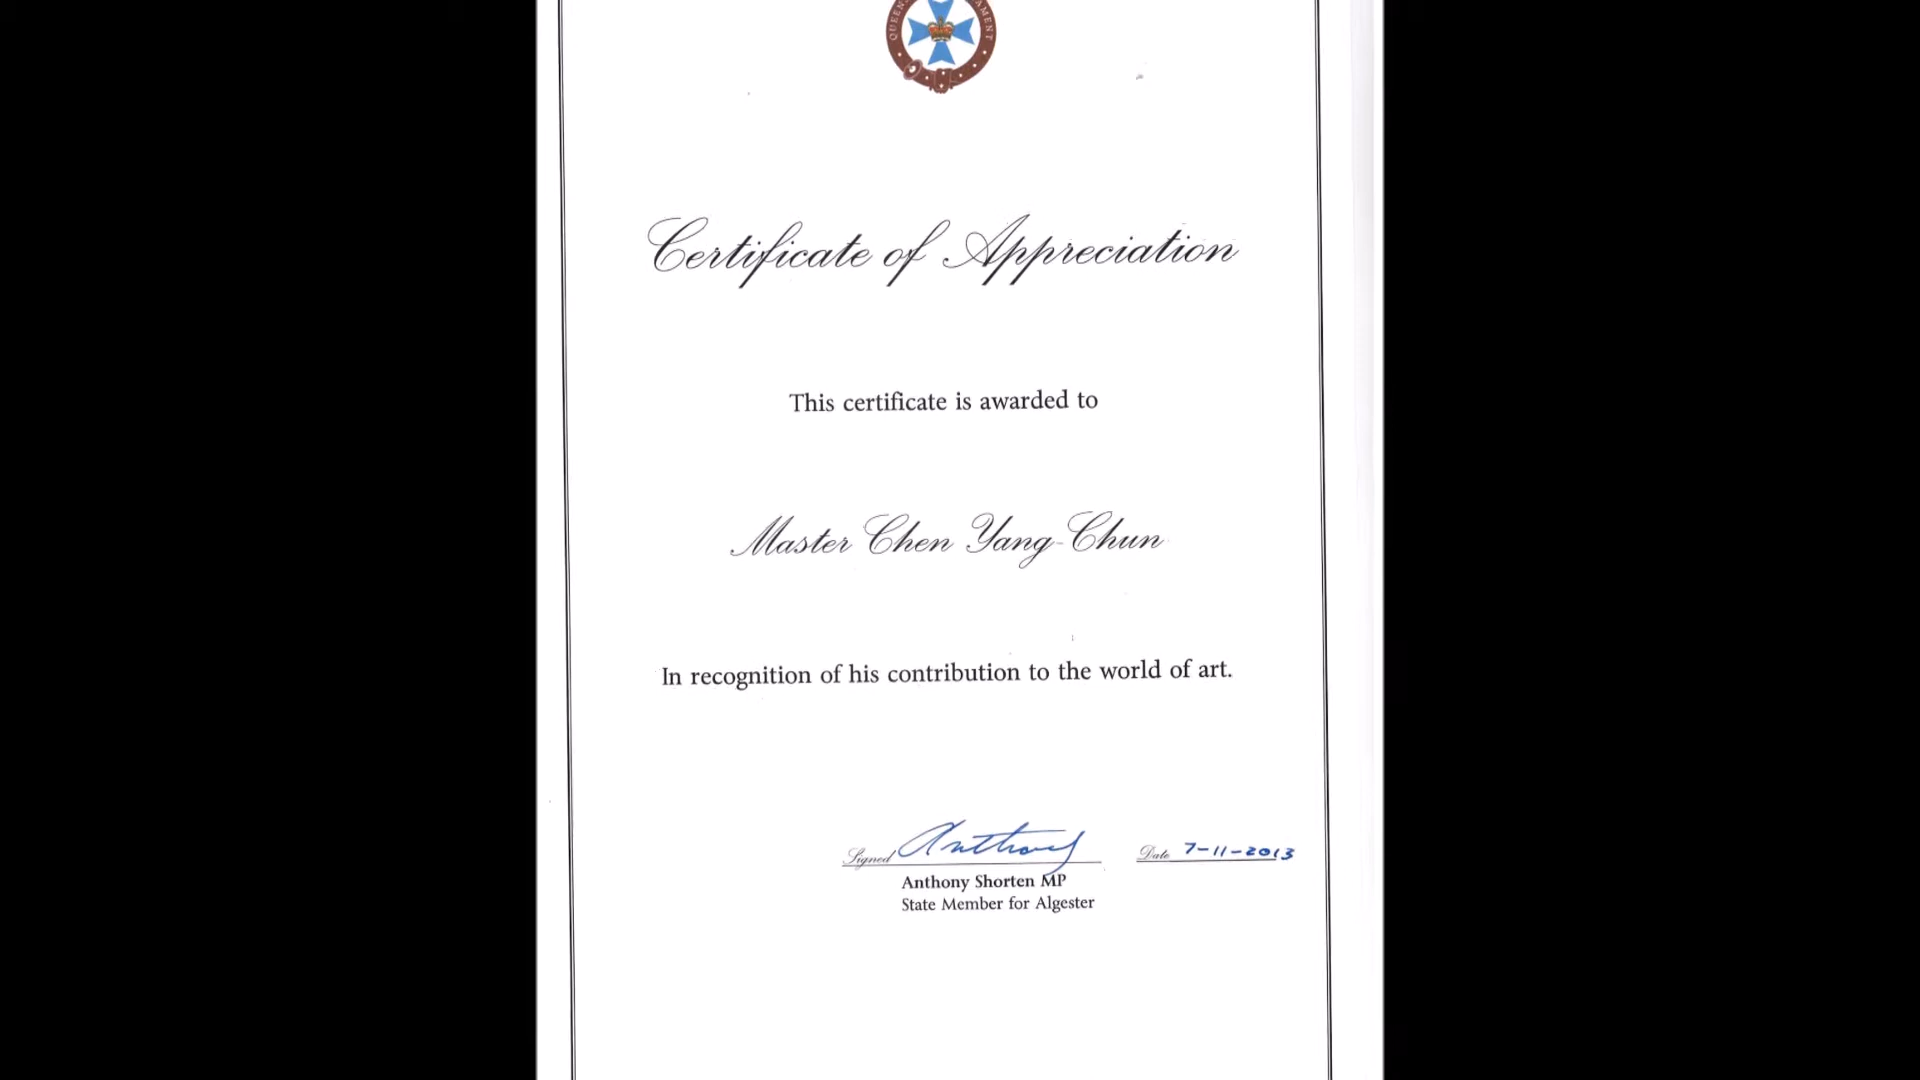 Certificate of Appreciation
This certificate is awarded to
Master Chen Yang-Chun
In recognition of his contribution to the world of art.
Signed Anthony Date 7-11-2013
Anthony Shorten MP
State Member for Algester